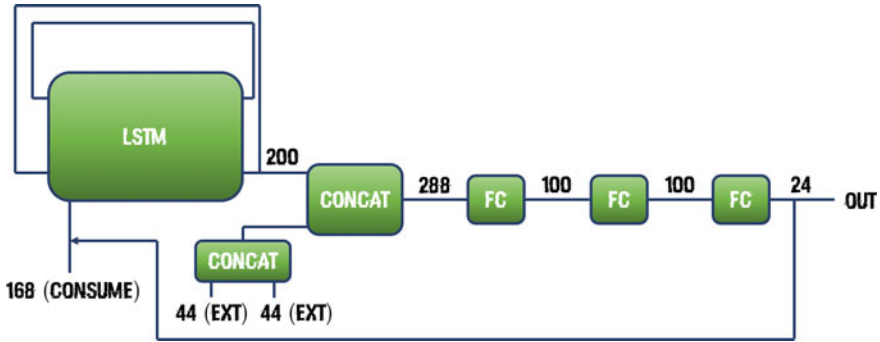 LSTM
200
CONCAT
288
FC
100
FC
100
FC
24
OUT
CONCAT
168 (CONSUME)
44 (EXT) 44 (EXT)